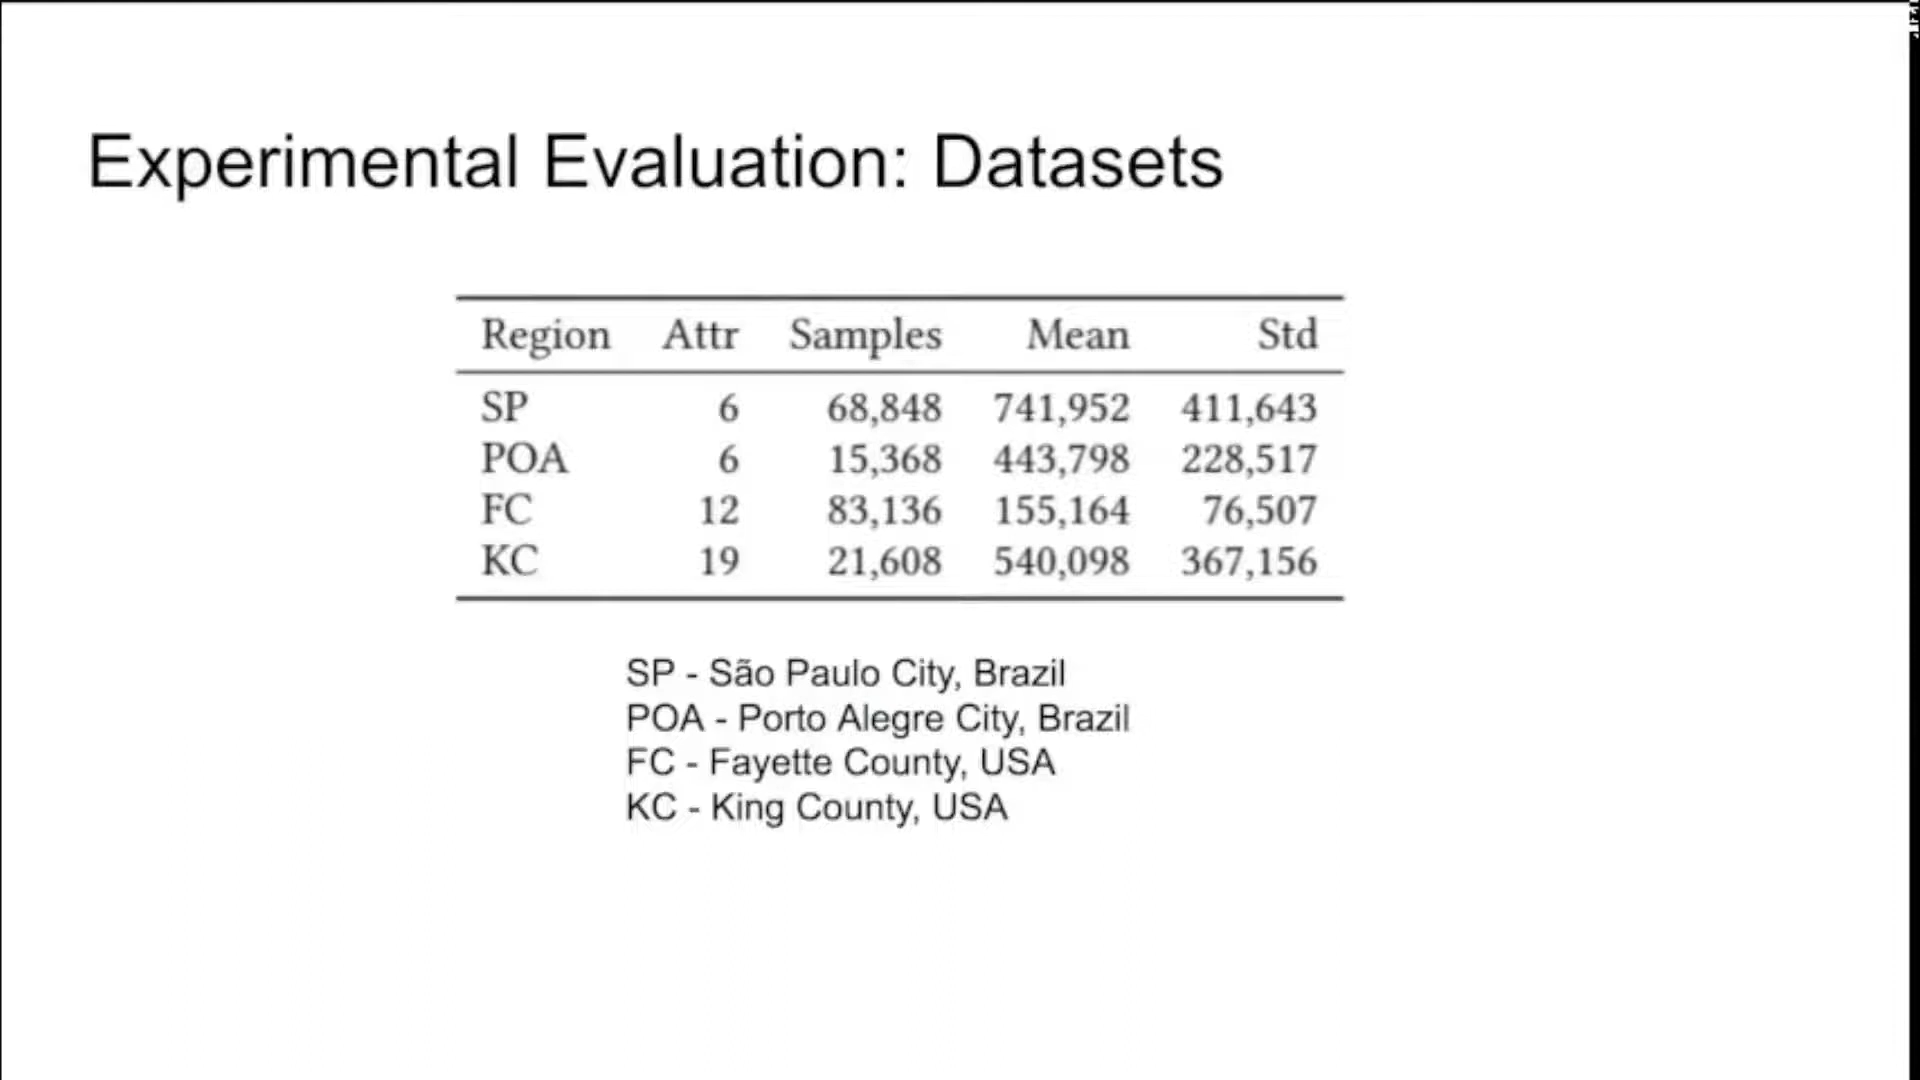 Experimental Evaluation: Datasets
Region Attr Samples Mean Std
SP 6 68,848 741,952 411,643
POA 6 15,368 443,798 228,517
FC 12 83,136 155,164 76,507
KC 19 21,608 540,098 367,156
SP - São Paulo City, Brazil
POA - Porto Alegre City, Brazil
FC - Fayette County, USA
KC - King County, USA